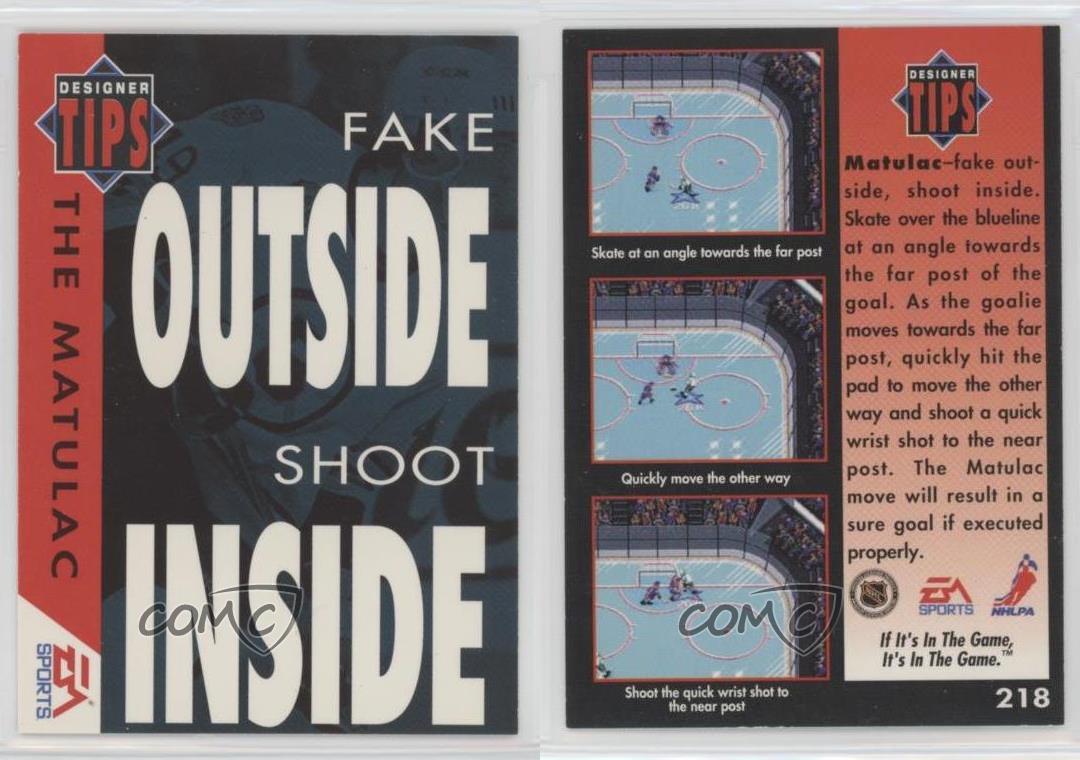 DESIGNER
TIPS
THE MATULAC
FAKE
OUTSIDE
SHOOT
INSIDE
EA
SPORTS
COMC
Skate at an angle towards the far post
Quickly move the other way
Shoot the quick wrist shot to
the near post
DESIGNER
TIPS
Matulac–fake out-
side, shoot inside.
Skate over the blueline
at an angle towards
the far post of the
goal. As the goalie
moves towards the far
post, quickly hit the
pad to move the other
way and shoot a quick
wrist shot to the near
post. The Matulac
move will result in a
sure goal if executed
properly.
NHL
EA
SPORTS
NHLPA
If It's In The Game,
It's In The Game.™
218
COMC